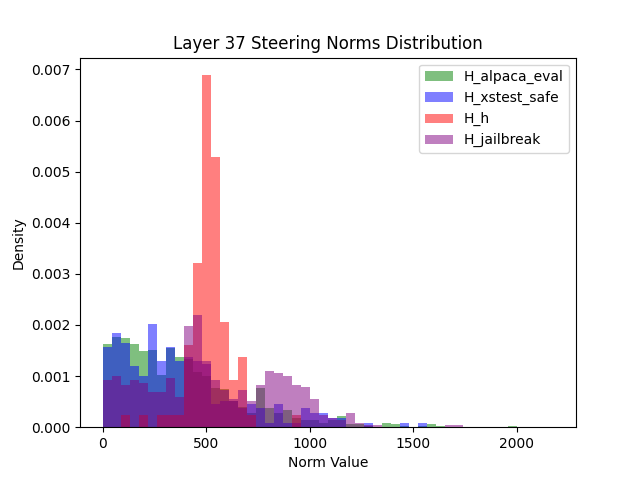 Layer 37 Steering Norms Distribution
H_alpaca_eval
H_xstest_safe
H_h
H_jailbreak
0.007
0.006
0.005
0.004
0.003
0.002
0.001
0.000
Density
0
500
1000
1500
2000
Norm Value